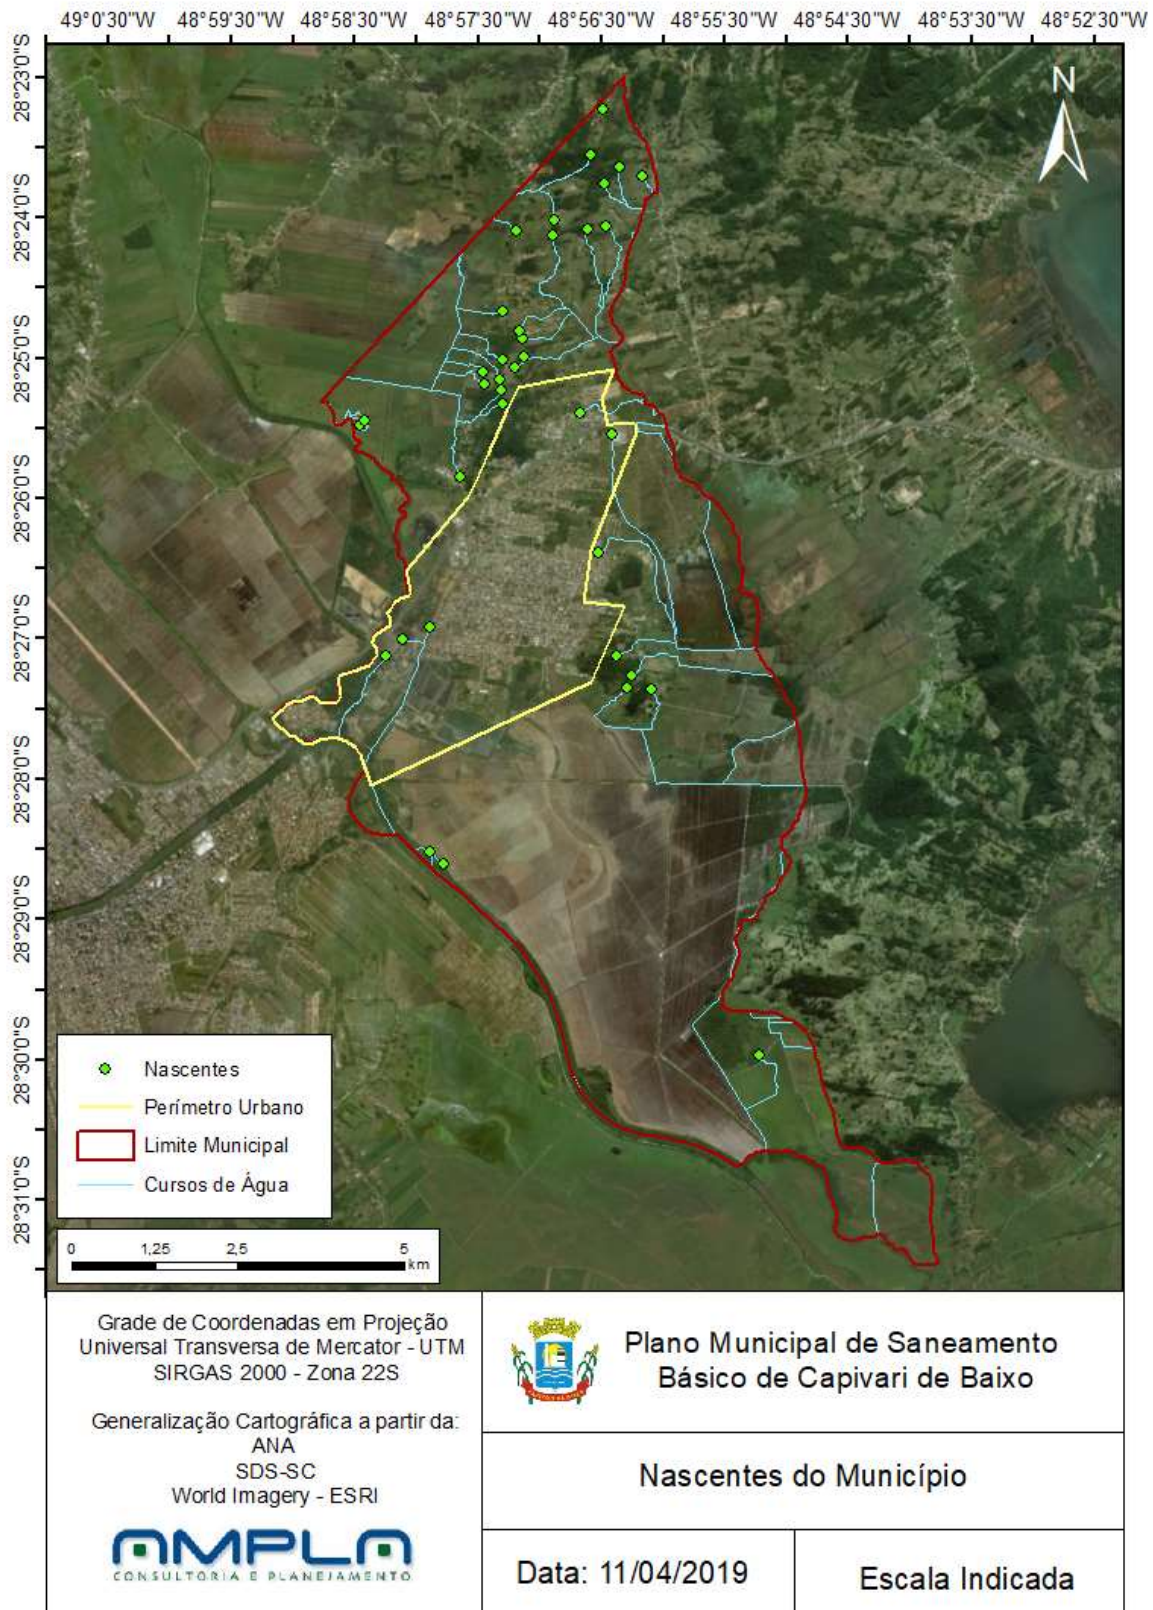 49°0'30"W 48°59'30"W 48°58'30"W 48°57'30"W 48°56'30"W 48°55'30"W 48°54'30"W 48°53'30"W 48°52'30"W
28°23'0"S
28°24'0"S
28°25'0"S
28°26'0"S
28°27'0"S
28°28'0"S
28°29'0"S
28°30'0"S
28°31'0"S
N
Nascentes
Perímetro Urbano
Limite Municipal
Cursos de Água
0 1,25 2,5 5
km
Grade de Coordenadas em Projeção
Universal Transversa de Mercator - UTM
SIRGAS 2000 - Zona 22S
Generalização Cartográfica a partir da:
ANA
SDS-SC
World Imagery - ESRI
AMPLA
CONSULTORIA E PLANEJAMENTO
Plano Municipal de Saneamento
Básico de Capivari de Baixo
Nascentes do Município
Data: 11/04/2019
Escala Indicada